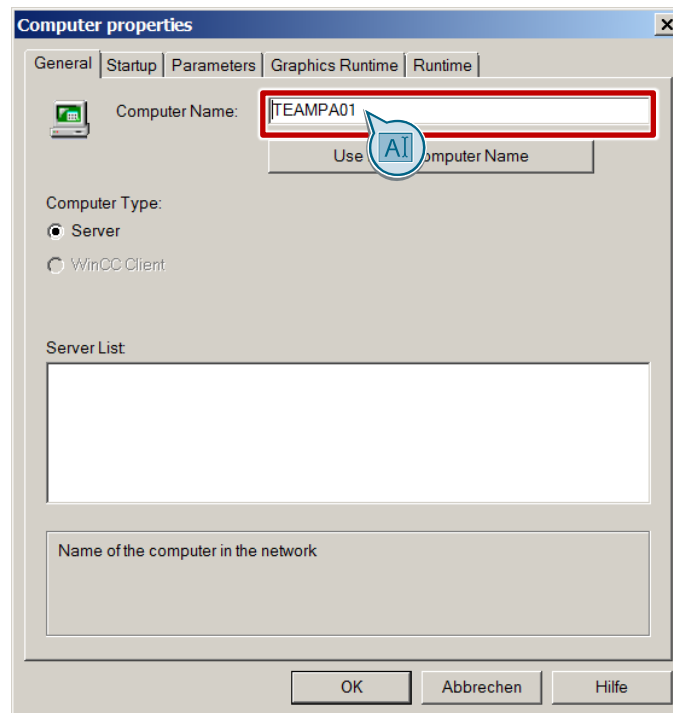 Computer properties
General Startup Parameters Graphics Runtime Runtime
Computer Name: TEAMPA01
Use omputer Name
AI
Computer Type:
Server
WinCC Client
Server List:
Name of the computer in the network
OK Abbrechen Hilfe